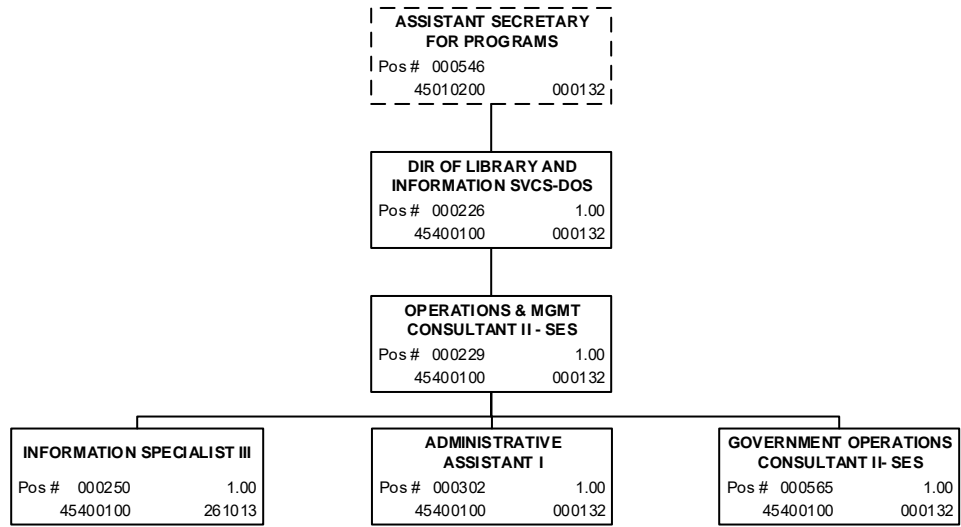 ASSISTANT SECRETARY
FOR PROGRAMS
Pos # 000546
45010200 000132
DIR OF LIBRARY AND
INFORMATION SVCS-DOS
Pos # 000226 1.00
45400100 000132
OPERATIONS & MGMT
CONSULTANT II - SES
Pos # 000229 1.00
45400100 000132
INFORMATION SPECIALIST III
Pos # 000250 1.00
45400100 261013
ADMINISTRATIVE
ASSISTANT I
Pos # 000302 1.00
45400100 000132
GOVERNMENT OPERATIONS
CONSULTANT II- SES
Pos # 000565 1.00
45400100 000132